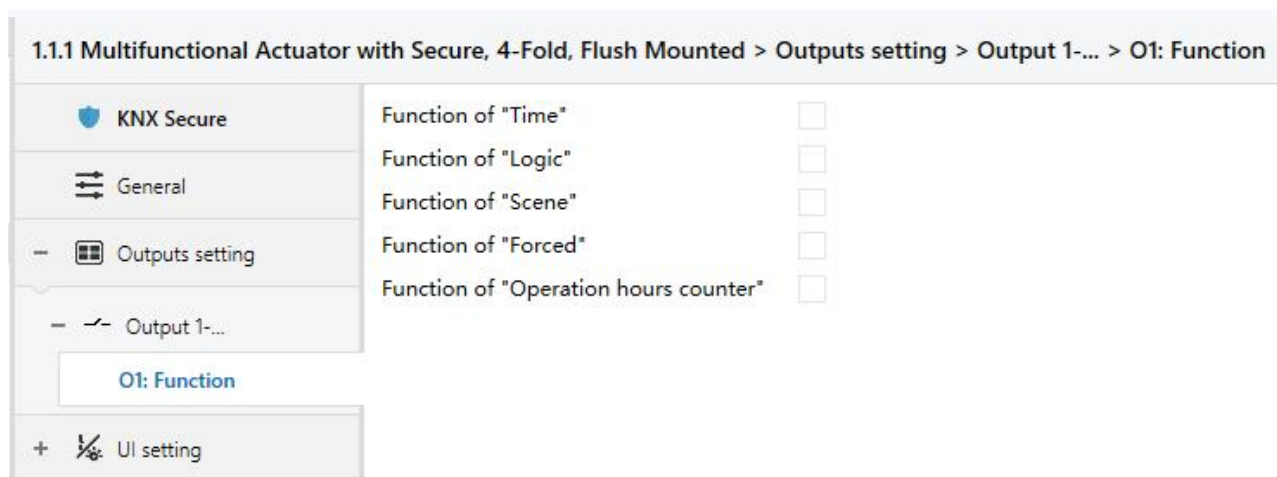 1.1.1 Multifunctional Actuator with Secure, 4-Fold, Flush Mounted > Outputs setting > Output 1-... > O1: Function
KNX Secure
General
Outputs setting
Output 1-...
O1: Function
UI setting
Function of "Time"
Function of "Logic"
Function of "Scene"
Function of "Forced"
Function of "Operation hours counter"